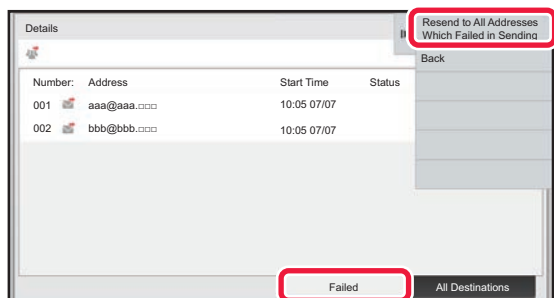 Details
Resend to All Addresses
Which Failed in Sending
Back
Number: Address Start Time Status
001 aaa@aaa.□□□ 10:05 07/07
002 bbb@bbb.□□□ 10:05 07/07
Failed All Destinations